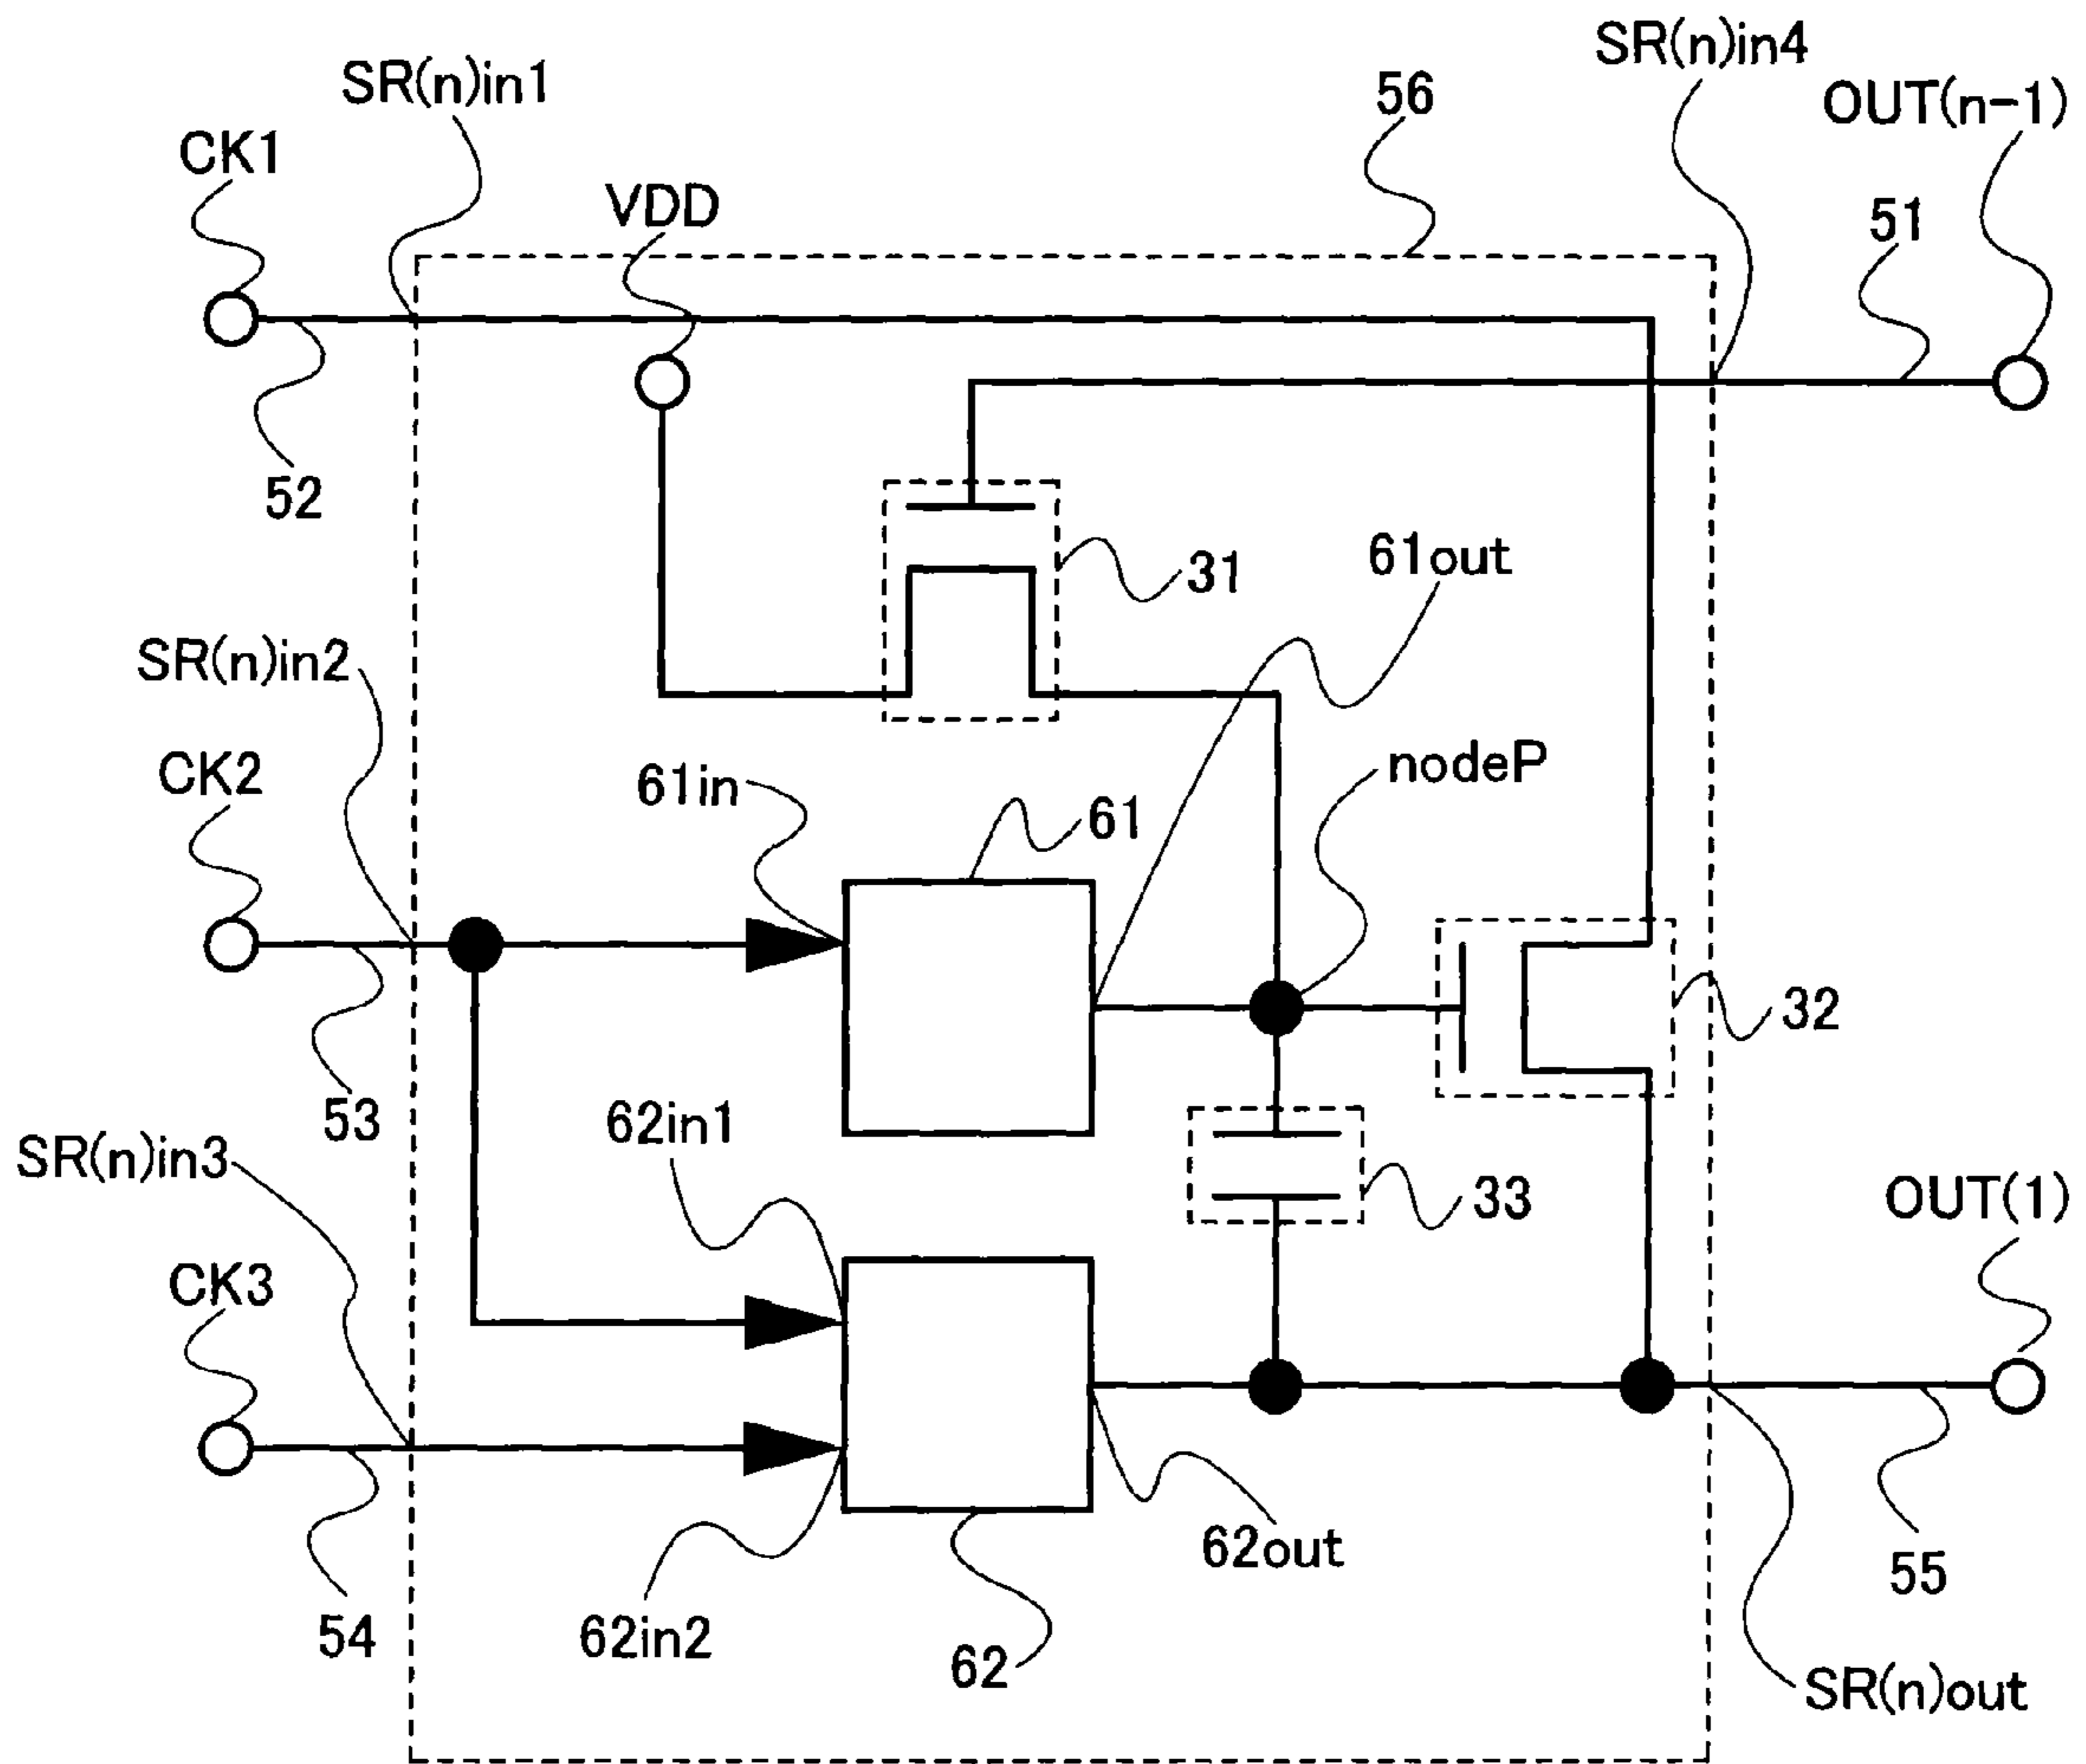 SR(n)in4
SR(n)in1
56
OUT(n-1)
CK1
VDD
51
52
31
61out
SR(n)in2
CK2
61in
nodeP
61
32
53
62in1
SR(n)in3
33
OUT(1)
CK3
62out
55
54
62in2
62
SR(n)out